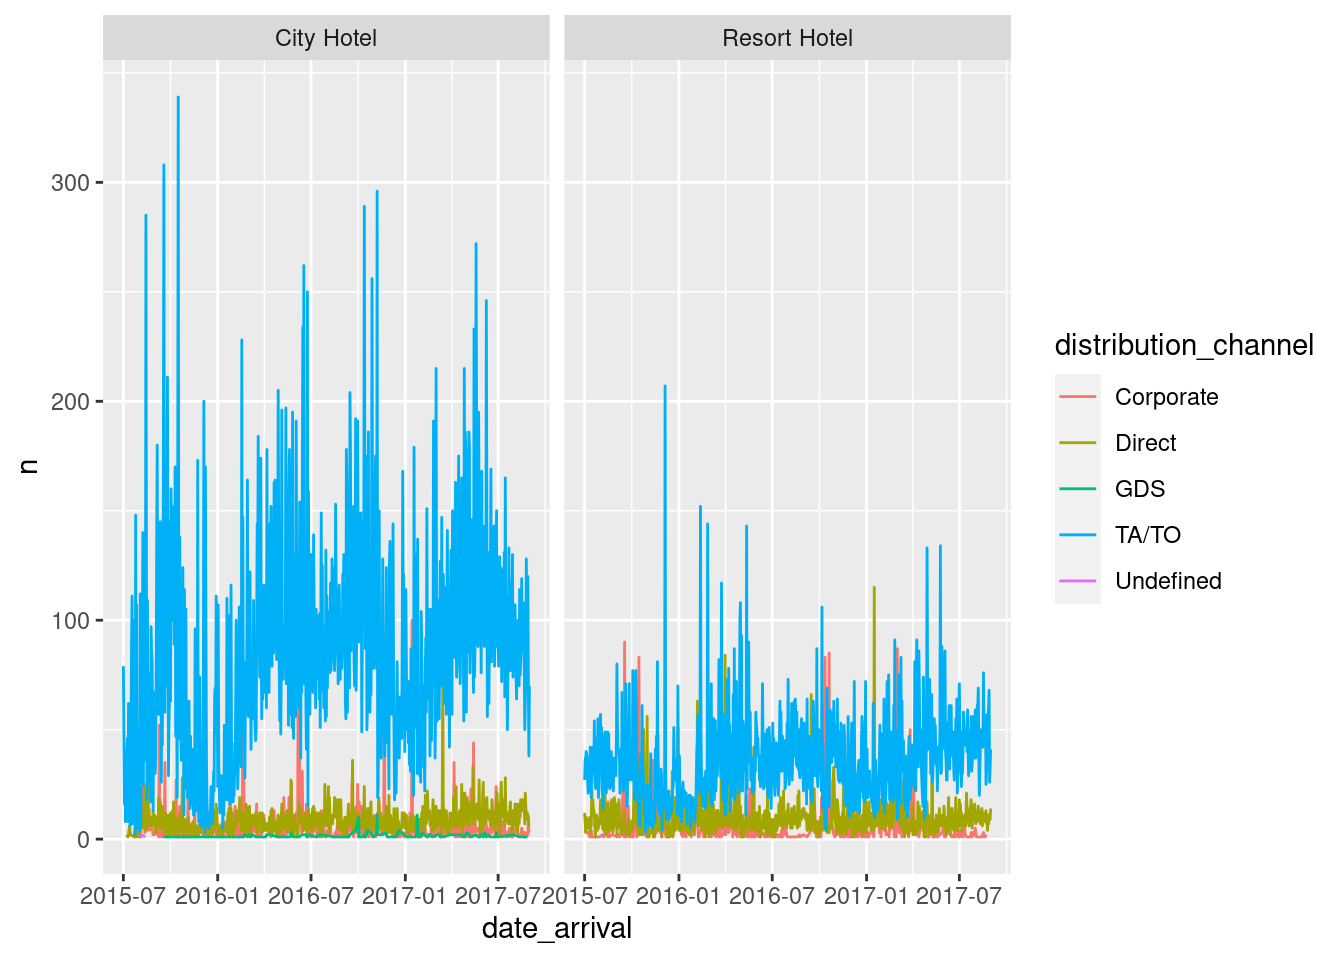 City Hotel
Resort Hotel
300
200
100
0
n
2015-07 2016-01 2016-07 2017-01 2017-07
2015-07 2016-01 2016-07 2017-01 2017-07
date_arrival
distribution_channel
Corporate
Direct
GDS
TA/TO
Undefined